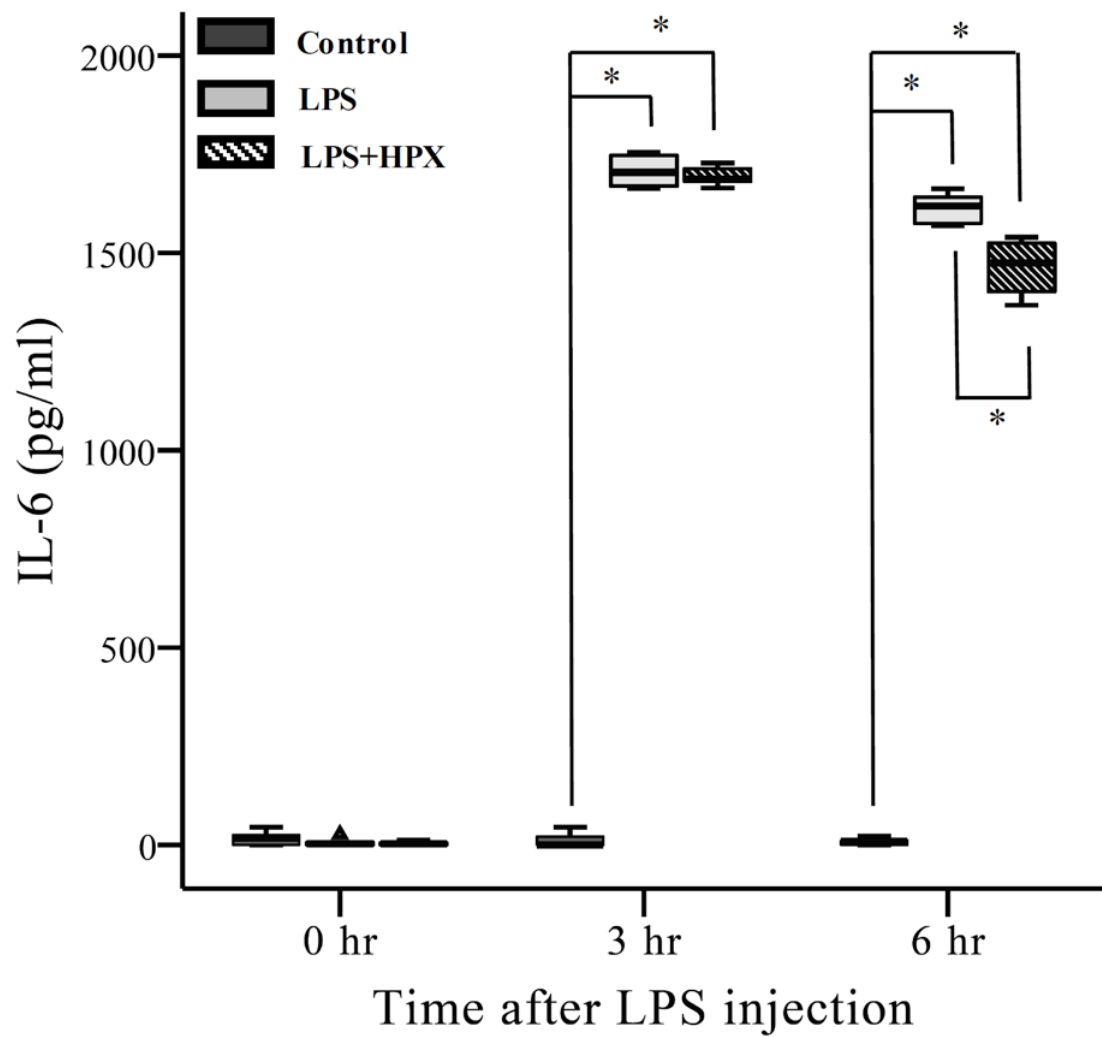 Control
LPS
LPS+HPX
2000
1500
1000
500
0
IL-6 (pg/ml)
*
*
*
*
*
0 hr
3 hr
6 hr
Time after LPS injection